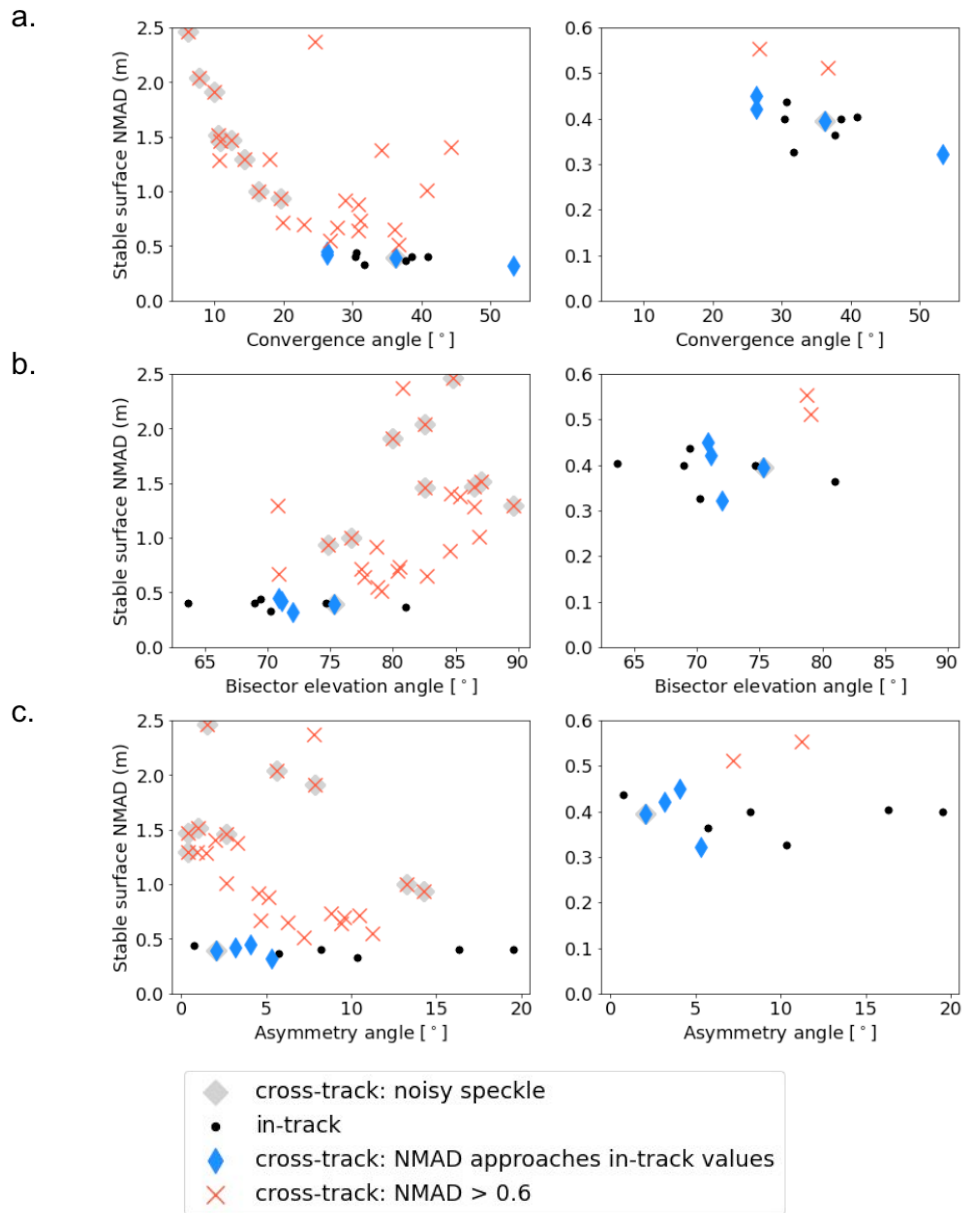 a.
2.5
2.0
1.5
1.0
0.5
0.0
Stable surface NMAD (m)
10 20 30 40 50
Convergence angle [°]
0.6
0.5
0.4
0.3
0.2
0.1
0.0
10 20 30 40 50
Convergence angle [°]
b.
2.5
2.0
1.5
1.0
0.5
0.0
Stable surface NMAD (m)
65 70 75 80 85 90
Bisector elevation angle [°]
0.6
0.5
0.4
0.3
0.2
0.1
0.0
65 70 75 80 85 90
Bisector elevation angle [°]
c.
2.5
2.0
1.5
1.0
0.5
0.0
Stable surface NMAD (m)
0 5 10 15 20
Asymmetry angle [°]
0.6
0.5
0.4
0.3
0.2
0.1
0.0
0 5 10 15 20
Asymmetry angle [°]
cross-track: noisy speckle
in-track
cross-track: NMAD approaches in-track values
cross-track: NMAD > 0.6